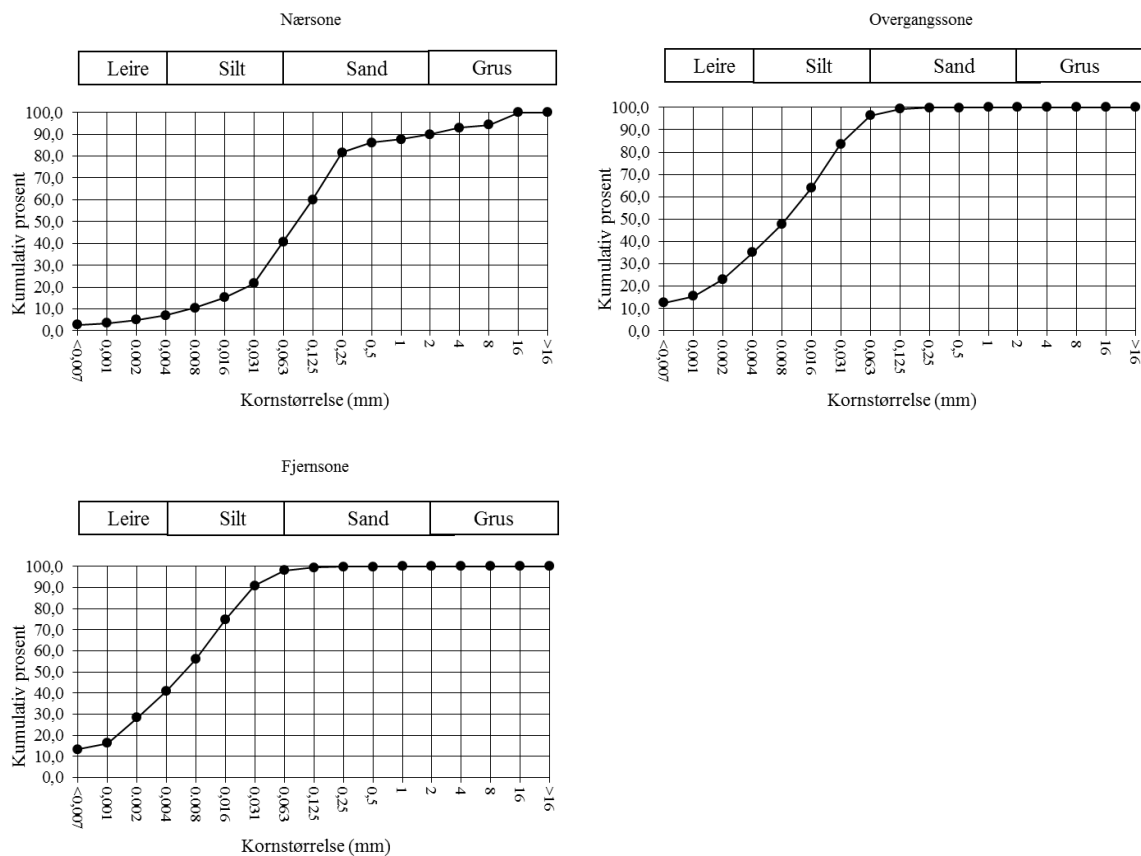 Nærsone
Leire Silt Sand Grus
100,0
90,0
80,0
70,0
60,0
50,0
40,0
30,0
20,0
10,0
0,0
Kumulativ prosent
<0,007 0,001 0.002 0,004 0,008 0,016 0,031 0,063 0,125 0,25 0,5 1 2 4 8 16 >16
Kornstørrelse (mm)
Overgangssone
Leire Silt Sand Grus
100,0
90,0
80,0
70,0
60,0
50,0
40,0
30,0
20,0
10,0
0,0
Kumulativ prosent
<0,007 0,001 0.002 0,004 0,008 0,016 0,031 0,063 0,125 0,25 0,5 1 2 4 8 16 >16
Kornstørrelse (mm)
Fjernsone
Leire Silt Sand Grus
100,0
90,0
80,0
70,0
60,0
50,0
40,0
30,0
20,0
10,0
0,0
Kumulativ prosent
<0,007 0,001 0.002 0,004 0,008 0,016 0,031 0,063 0,125 0,25 0,5 1 2 4 8 16 >16
Kornstørrelse (mm)